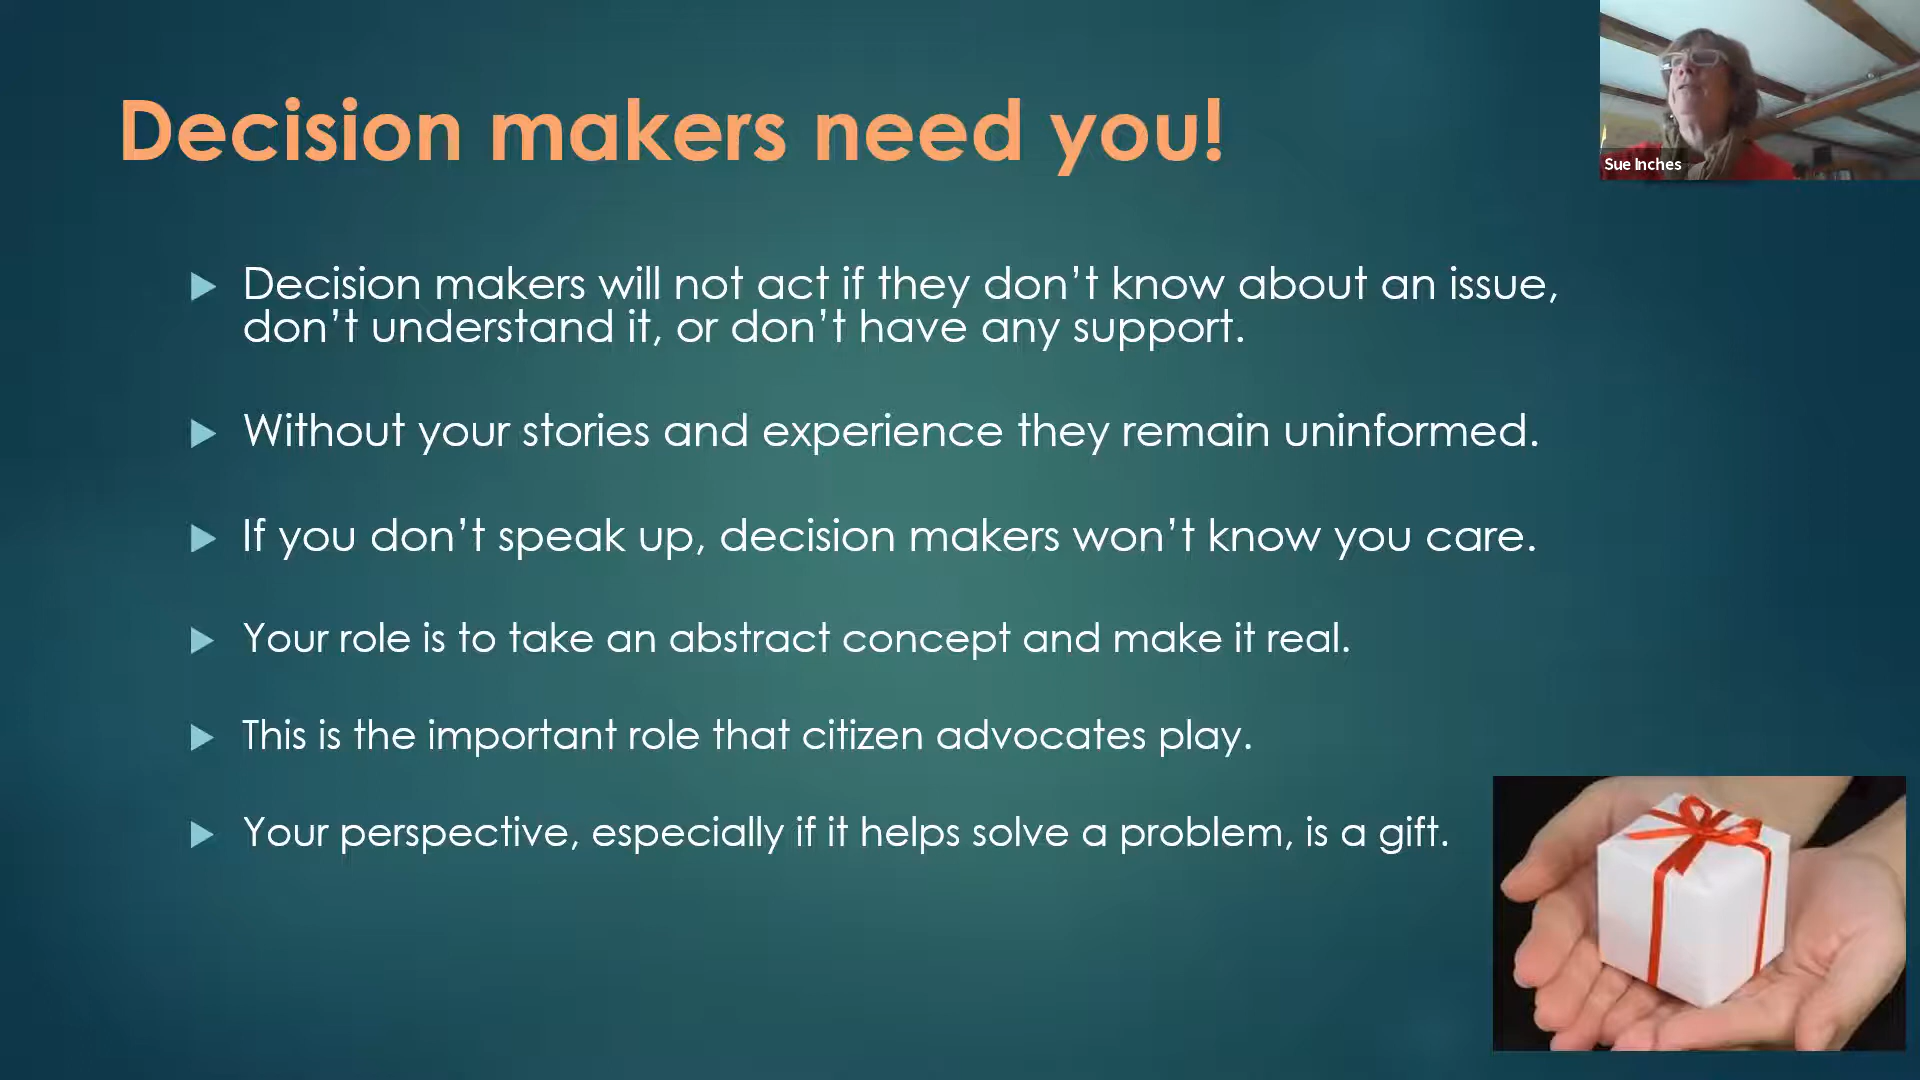 Decision makers need you!
Sue Inches
Decision makers will not act if they don’t know about an issue,
don’t understand it, or don’t have any support.
Without your stories and experience they remain uninformed.
If you don’t speak up, decision makers won’t know you care.
Your role is to take an abstract concept and make it real.
This is the important role that citizen advocates play.
Your perspective, especially if it helps solve a problem, is a gift.